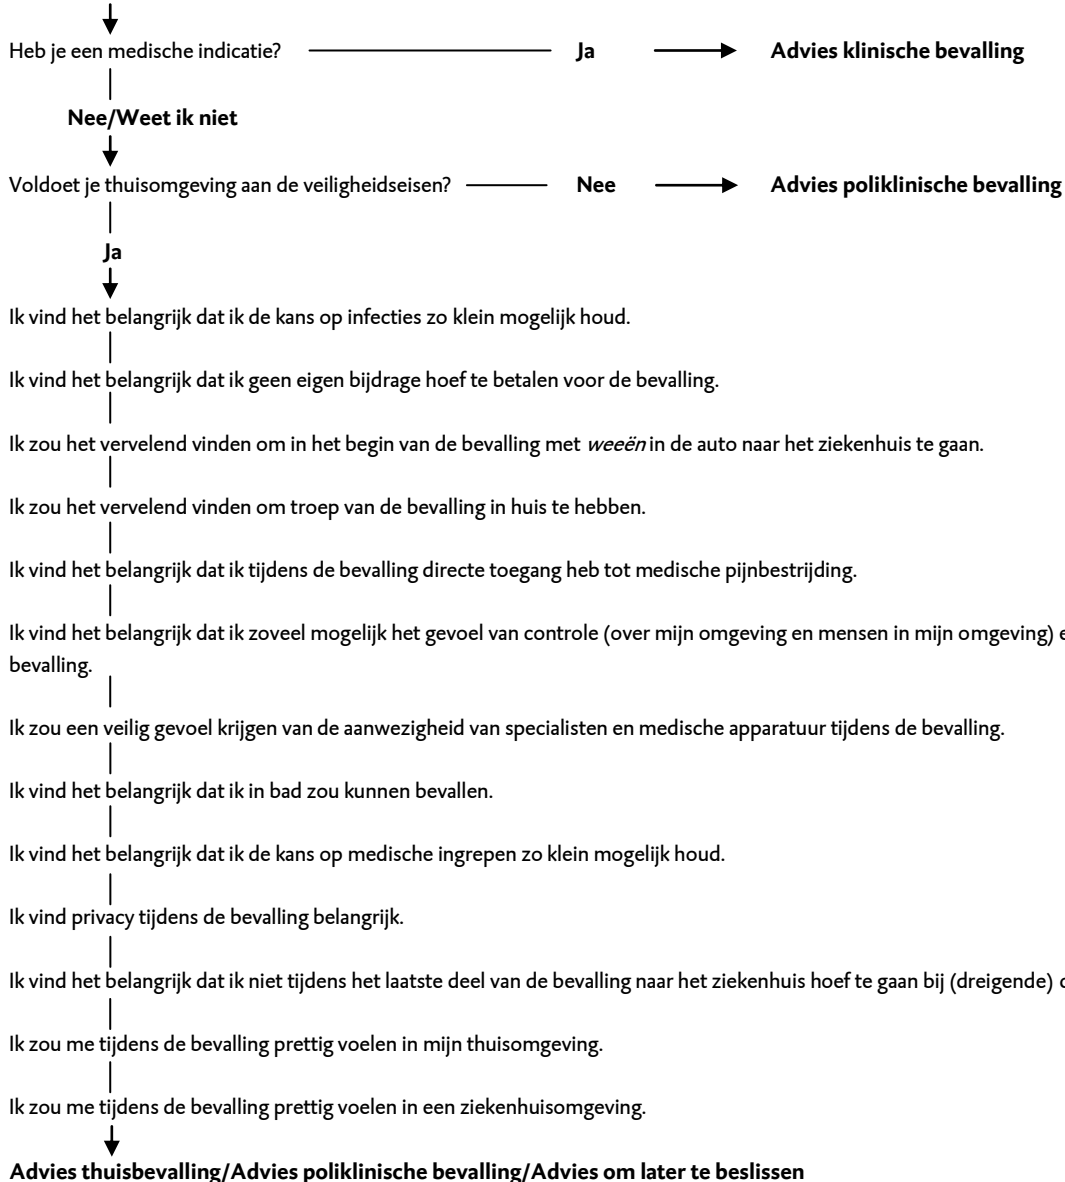 Heb je een medische indicatie? Ja Advies klinische bevalling
Nee/Weet ik niet
Voldoet je thuisomgeving aan de veiligheidseisen? Nee Advies poliklinische bevalling
Ja
Ik vind het belangrijk dat ik de kans op infecties zo klein mogelijk houd.
Ik vind het belangrijk dat ik geen eigen bijdrage hoef te betalen voor de bevalling.
Ik zou het vervelend vinden om in het begin van de bevalling met weeën in de auto naar het ziekenhuis te gaan.
Ik zou het vervelend vinden om troep van de bevalling in huis te hebben.
Ik vind het belangrijk dat ik tijdens de bevalling directe toegang heb tot medische pijnbestrijding.
Ik vind het belangrijk dat ik zoveel mogelijk het gevoel van controle (over mijn omgeving en mensen in mijn omgeving)
bevalling.
Ik zou een veilig gevoel krijgen van de aanwezigheid van specialisten en medische apparatuur tijdens de bevalling.
Ik vind het belangrijk dat ik in bad zou kunnen bevallen.
Ik vind het belangrijk dat ik de kans op medische ingrepen zo klein mogelijk houd.
Ik vind privacy tijdens de bevalling belangrijk.
Ik vind het belangrijk dat ik niet tijdens het laatste deel van de bevalling naar het ziekenhuis hoef te gaan bij (dreigende)
Ik zou me tijdens de bevalling prettig voelen in mijn thuisomgeving.
Ik zou me tijdens de bevalling prettig voelen in een ziekenhuisomgeving.
Advies thuisbevalling/Advies poliklinische bevalling/Advies om later te beslissen